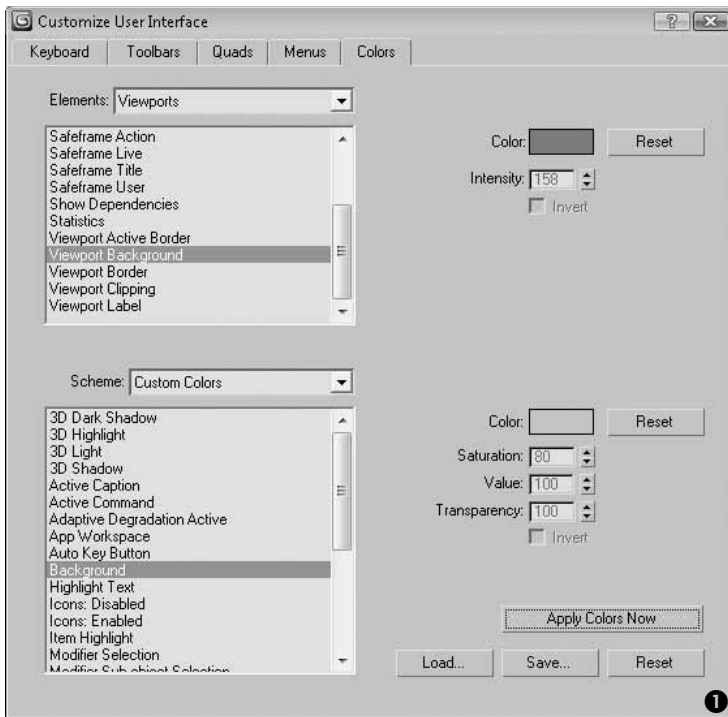 Customize User Interface
Keyboard Toolbars Quads Menus Colors
Elements: Viewports
Safeframe Action
Safeframe Live
Safeframe Title
Safeframe User
Show Dependencies
Statistics
Viewport Active Border
Viewport Background
Viewport Border
Viewport Clipping
Viewport Label
Color: Reset
Intensity: 158
Invert
Scheme: Custom Colors
3D Dark Shadow
3D Highlight
3D Light
3D Shadow
Active Caption
Active Command
Adaptive Degradation Active
App Workspace
Auto Key Button
Background
Highlight Text
Icons: Disabled
Icons: Enabled
Item Highlight
Modifier Selection
Modifier Sub-object Selection
Color: Reset
Saturation: 80
Value: 100
Transparency: 100
Invert
Apply Colors Now
Load... Save... Reset
1